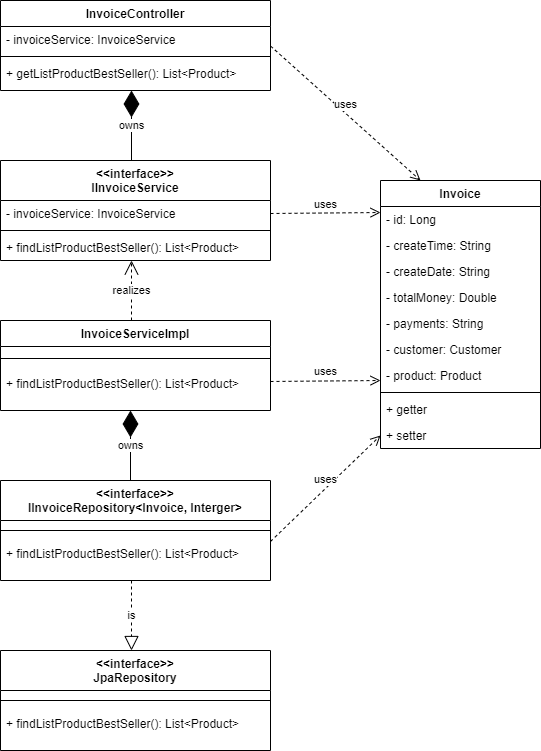 InvoiceController
- invoiceService: InvoiceService
+ getListProductBestSeller(): List<Product>
owns
uses
<<interface>>
IInvoiceService
- invoiceService: InvoiceService
+ findListProductBestSeller(): List<Product>
uses
realizes
InvoiceServiceImpl
+ findListProductBestSeller(): List<Product>
uses
owns
<<interface>>
IInvoiceRepository<Invoice, Interger>
+ findListProductBestSeller(): List<Product>
uses
is
<<interface>>
JpaRepository
+ findListProductBestSeller(): List<Product>
Invoice
- id: Long
- createTime: String
- createDate: String
- totalMoney: Double
- payments: String
- customer: Customer
- product: Product
+ getter
+ setter